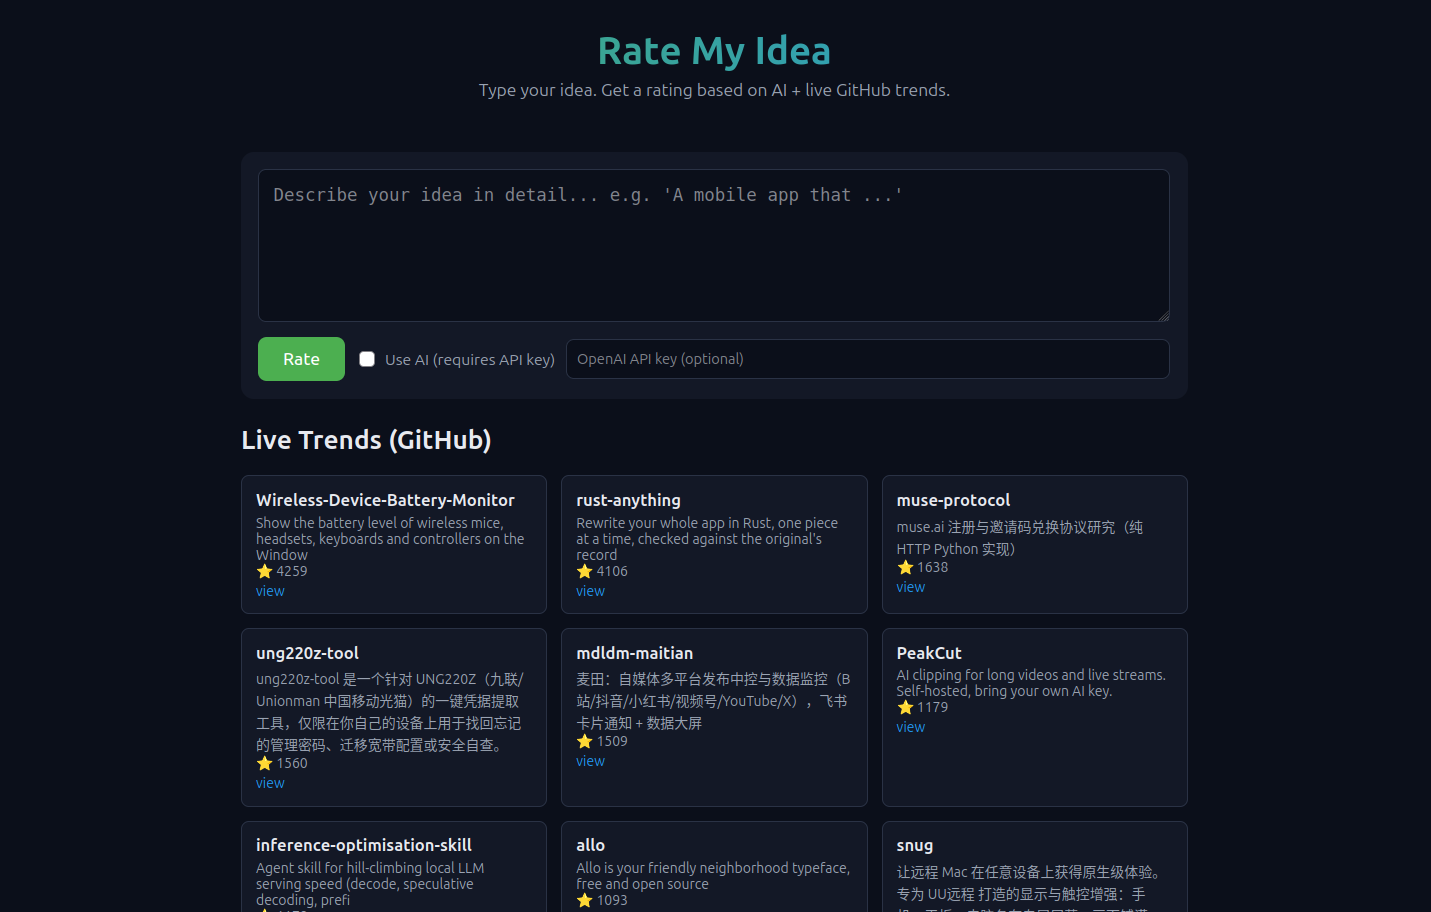 Rate My Idea
Type your idea. Get a rating based on AI + live GitHub trends.
Describe your idea in detail... e.g. 'A mobile app that ...'
Rate
Use AI (requires API key)
OpenAI API key (optional)
Live Trends (GitHub)
Wireless-Device-Battery-Monitor
Show the battery level of wireless mice,
headsets, keyboards and controllers on the
Window
⭐ 4259
view
rust-anything
Rewrite your whole app in Rust, one piece
at a time, checked against the original's
record
⭐ 4106
view
muse-protocol
muse.ai 注册与邀请码兑换协议研究（纯
HTTP Python 实现）
⭐ 1638
view
ung220z-tool
ung220z-tool 是一个针对 UNG220Z（九联/
Unionman 中国移动光猫）的一键凭据提取
工具，仅限在你自己的设备上用于找回忘记
的管理密码、迁移宽带配置或安全自查。
⭐ 1560
view
mdldm-maitian
麦田：自媒体多平台发布中控与数据监控（B
站/抖音/小红书/视频号/YouTube/X），飞书
卡片通知 + 数据大屏
⭐ 1509
view
PeakCut
AI clipping for long videos and live streams.
Self-hosted, bring your own AI key.
⭐ 1179
view
inference-optimisation-skill
Agent skill for hill-climbing local LLM
serving speed (decode, speculative
decoding, prefi
allo
Allo is your friendly neighborhood typeface,
free and open source
⭐ 1093
snug
让远程 Mac 在任意设备上获得原生级体验。
专为 UU远程 打造的显示与触控增强：手